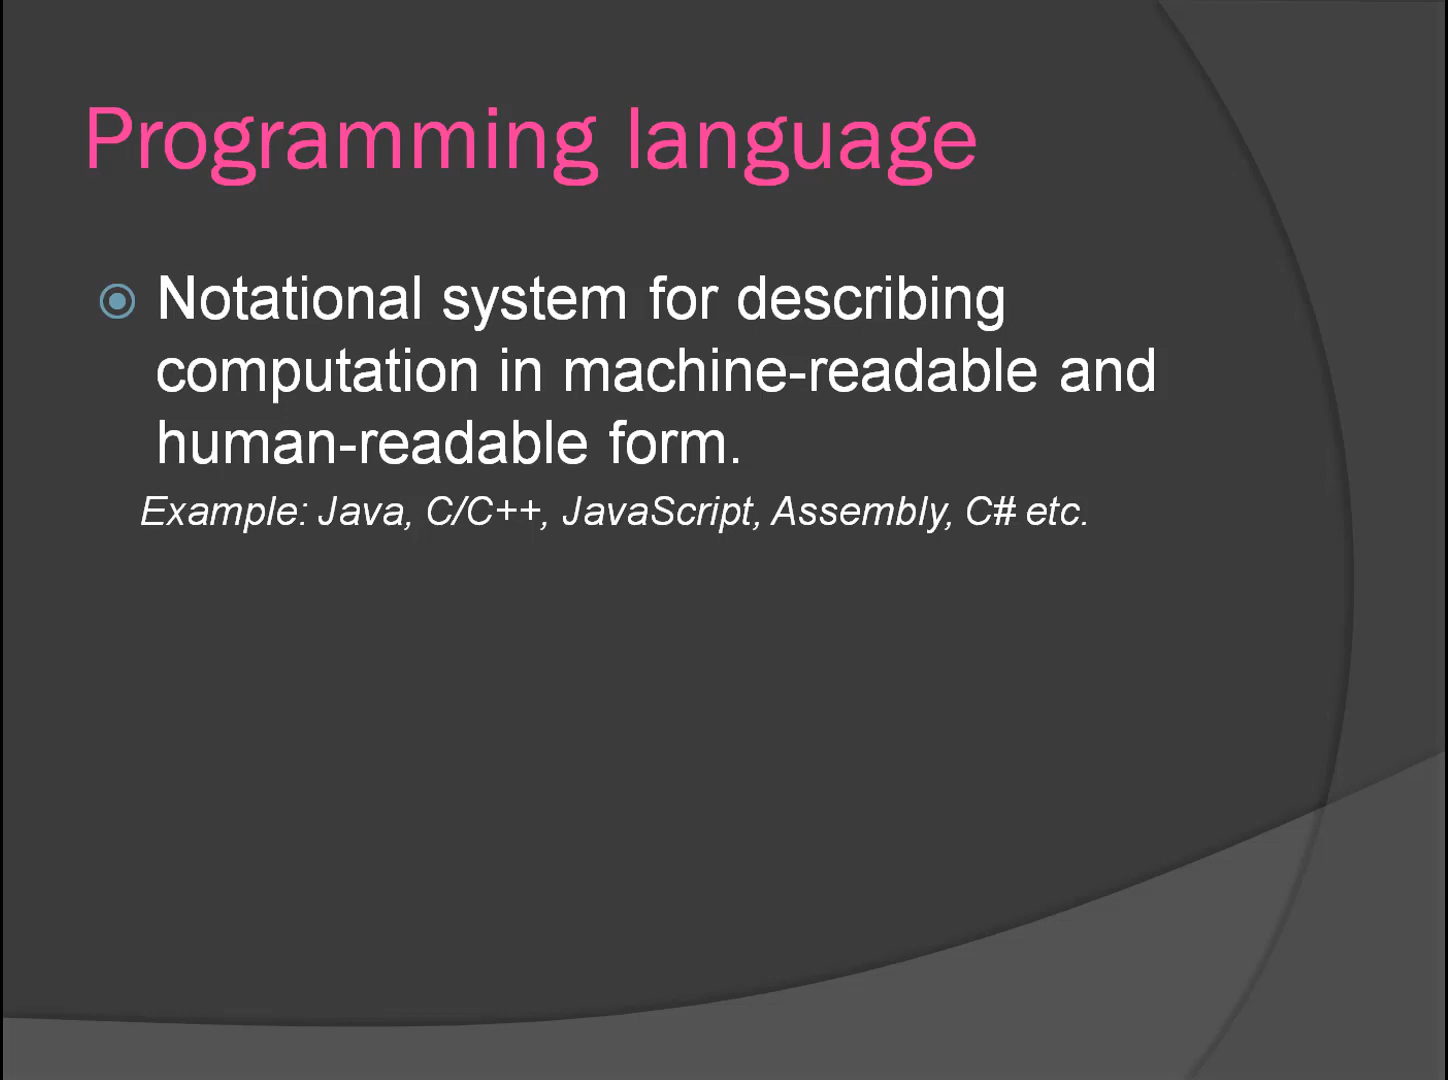 Programming language
Notational system for describing
computation in machine-readable and
human-readable form.
Example: Java, C/C++, JavaScript, Assembly, C# etc.